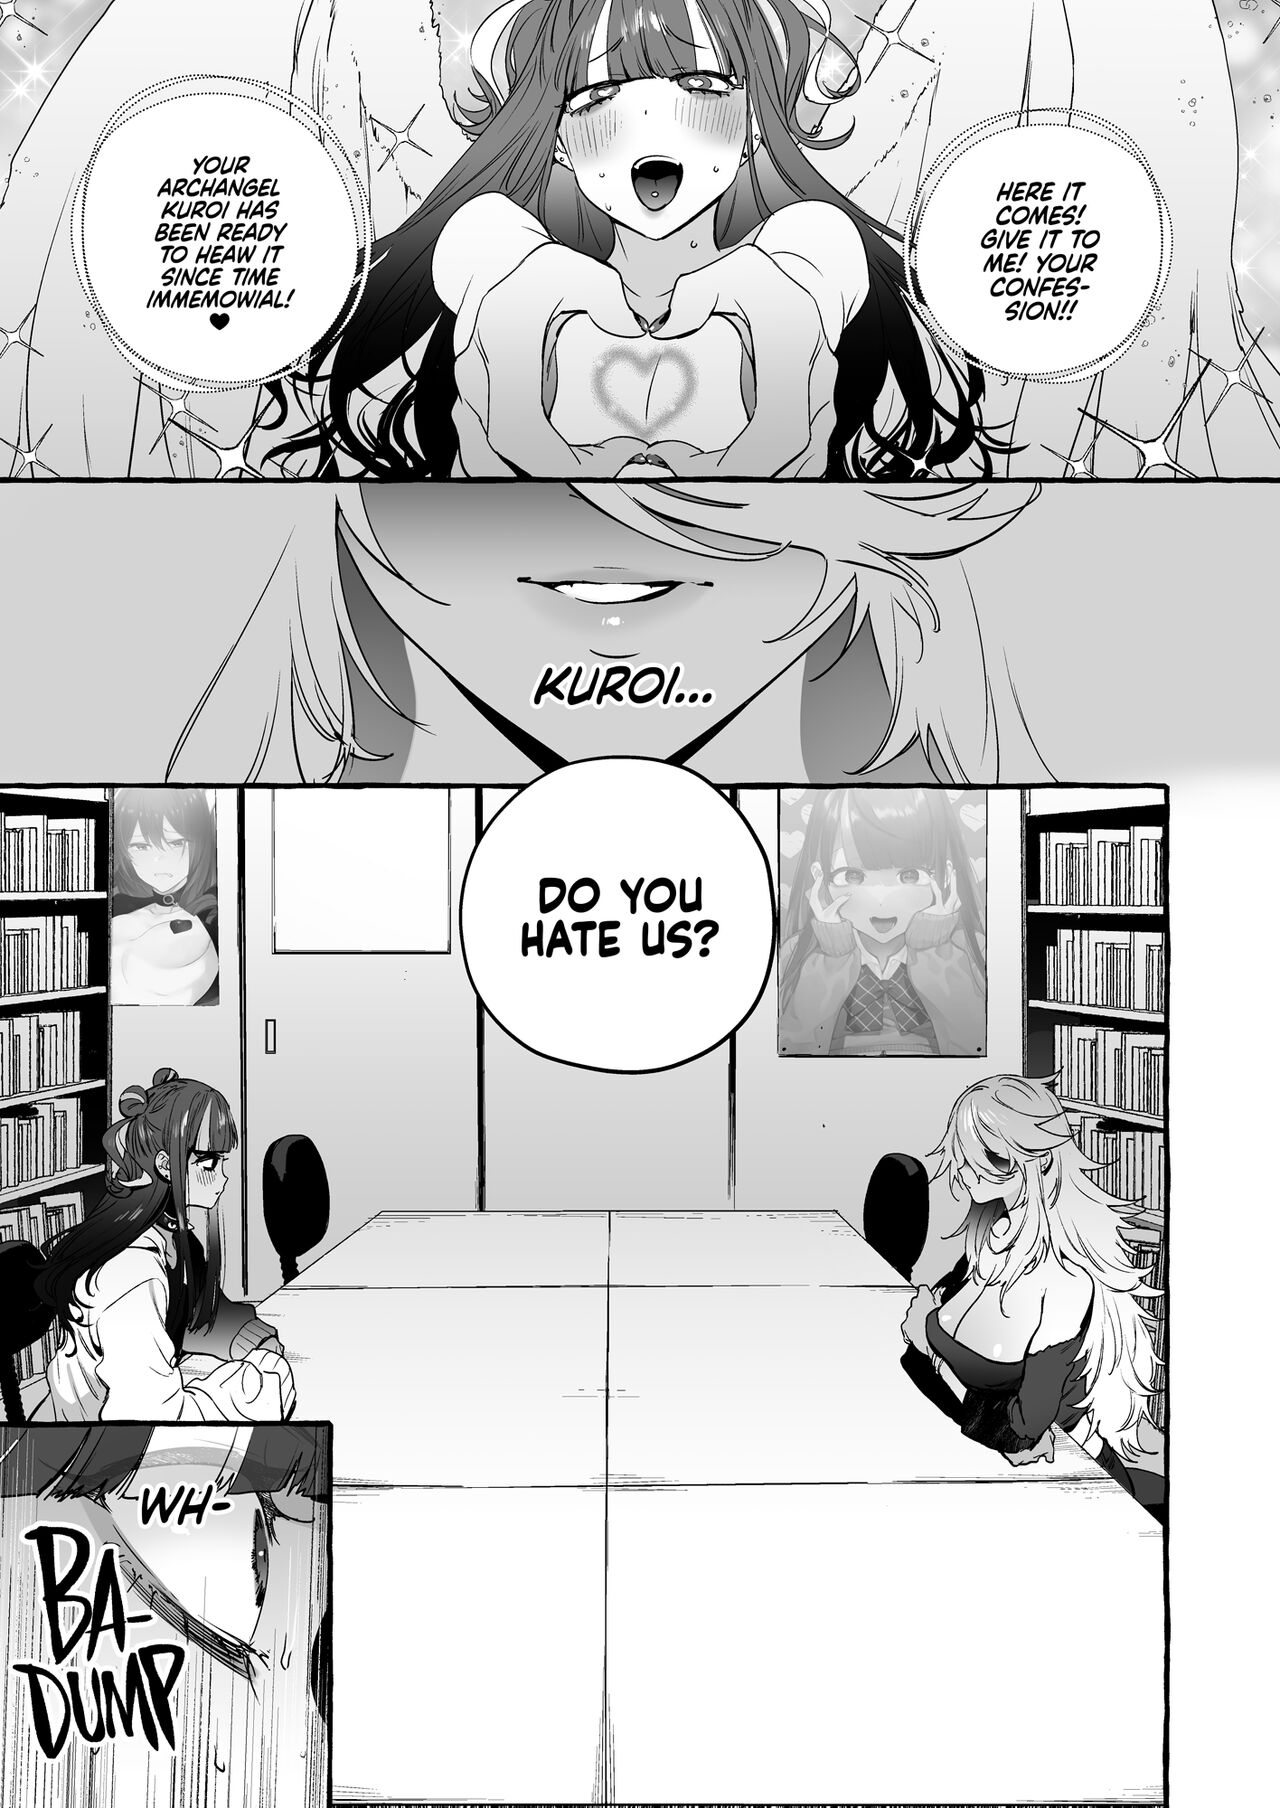 HERE IT
COMES!
GIVE IT TO
ME! YOUR
CONFES-
SION!!
YOUR
ARCHANGEL
KUROI HAS
BEEN READY
TO HEAW IT
SINCE TIME
IMMEMOWIAL!
♥
KUROI...
DO YOU
HATE US?
WH-
BA-
DUMP